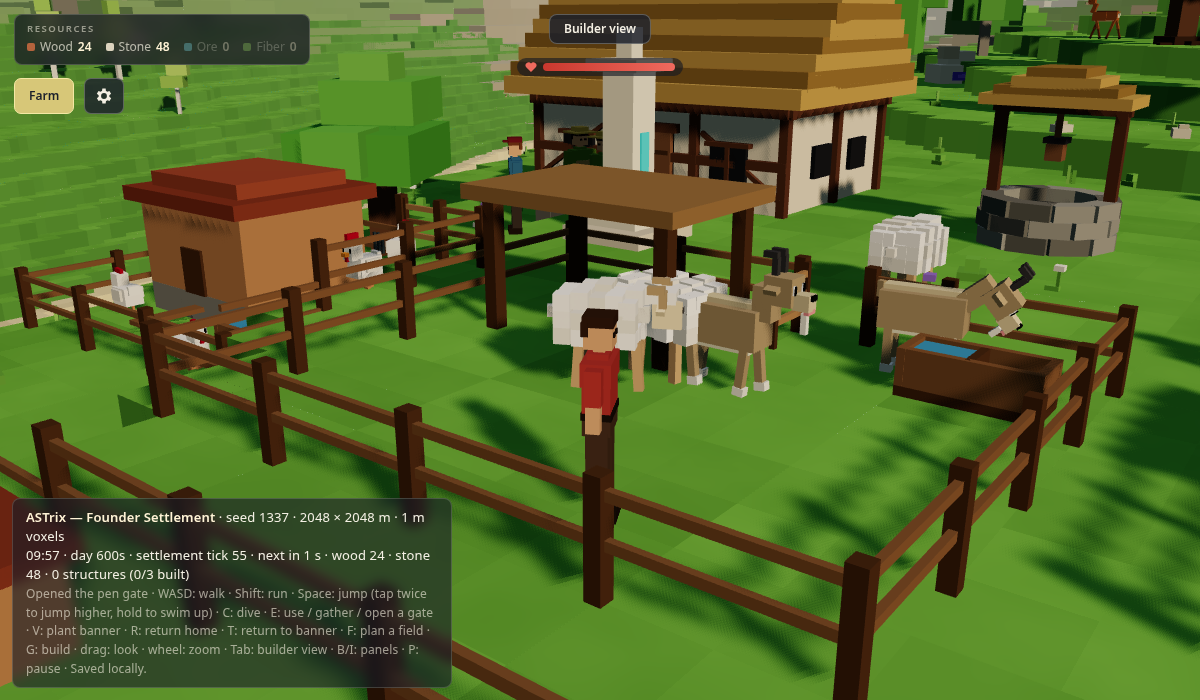 Builder view
RESOURCES
Wood 24 Stone 48 Ore 0 Fiber 0
Farm
ASTrix — Founder Settlement · seed 1337 · 2048 × 2048 m · 1 m
voxels
09:57 · day 600s · settlement tick 55 · next in 1 s · wood 24 · stone
48 · 0 structures (0/3 built)
Opened the pen gate · WASD: walk · Shift: run · Space: jump (tap twice
to jump higher, hold to swim up) · C: dive · E: use / gather / open a gate
· V: plant banner · R: return home · T: return to banner · F: plan a field ·
G: build · drag: look · wheel: zoom · Tab: builder view · B/I: panels · P:
pause · Saved locally.